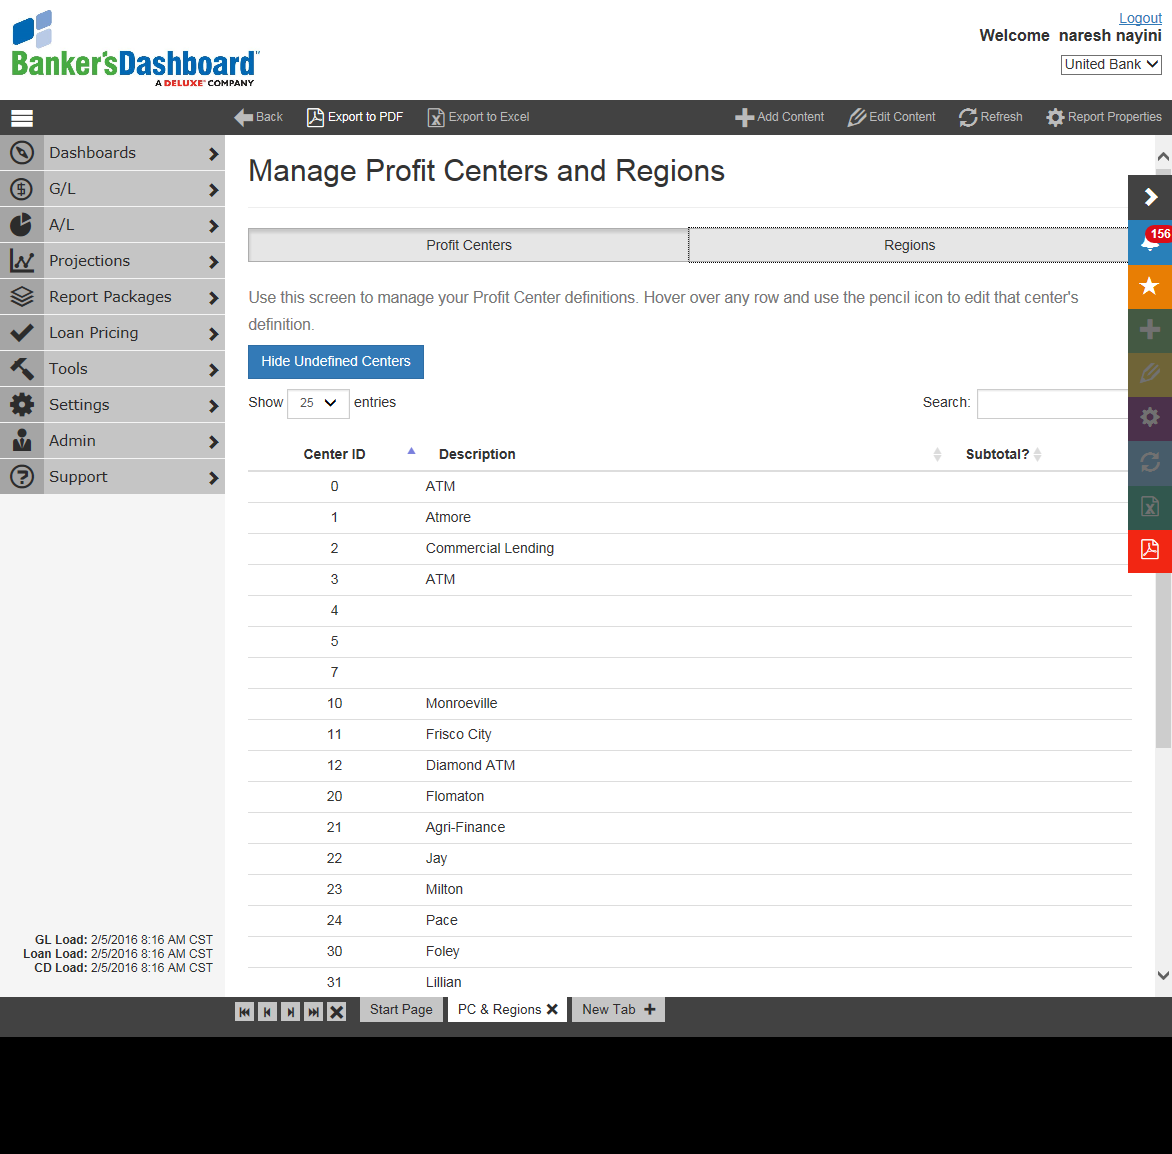 Logout
Welcome naresh nayini
United Bank
Banker'sDashboard
A DELUXE COMPANY
Back
Export to PDF
Export to Excel
Add Content
Edit Content
Refresh
Report Properties
Dashboards
G/L
A/L
Projections
Report Packages
Loan Pricing
Tools
Settings
Admin
Support
GL Load: 2/5/2016 8:16 AM CST
Loan Load: 2/5/2016 8:16 AM CST
CD Load: 2/5/2016 8:16 AM CST
Manage Profit Centers and Regions
Profit Centers
Regions
156
Use this screen to manage your Profit Center definitions. Hover over any row and use the pencil icon to edit that center's
definition.
Hide Undefined Centers
Show 25 entries
Search:
Center ID Description Subtotal?
0 ATM
1 Atmore
2 Commercial Lending
3 ATM
4
5
7
10 Monroeville
11 Frisco City
12 Diamond ATM
20 Flomaton
21 Agri-Finance
22 Jay
23 Milton
24 Pace
30 Foley
31 Lillian
Start Page
PC & Regions
New Tab